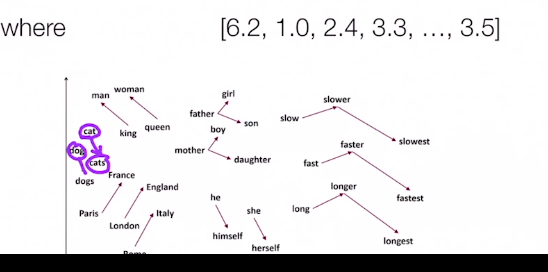 where [6.2, 1.0, 2.4, 3.3, …, 3.5]
woman
man
girl
slower
father
son
slow
cat
king
queen
boy
slowest
dog
mother
faster
cats
daughter
fast
France
dogs
England
longer
he
fastest
she
long
Paris
Italy
London
himself
longest
herself